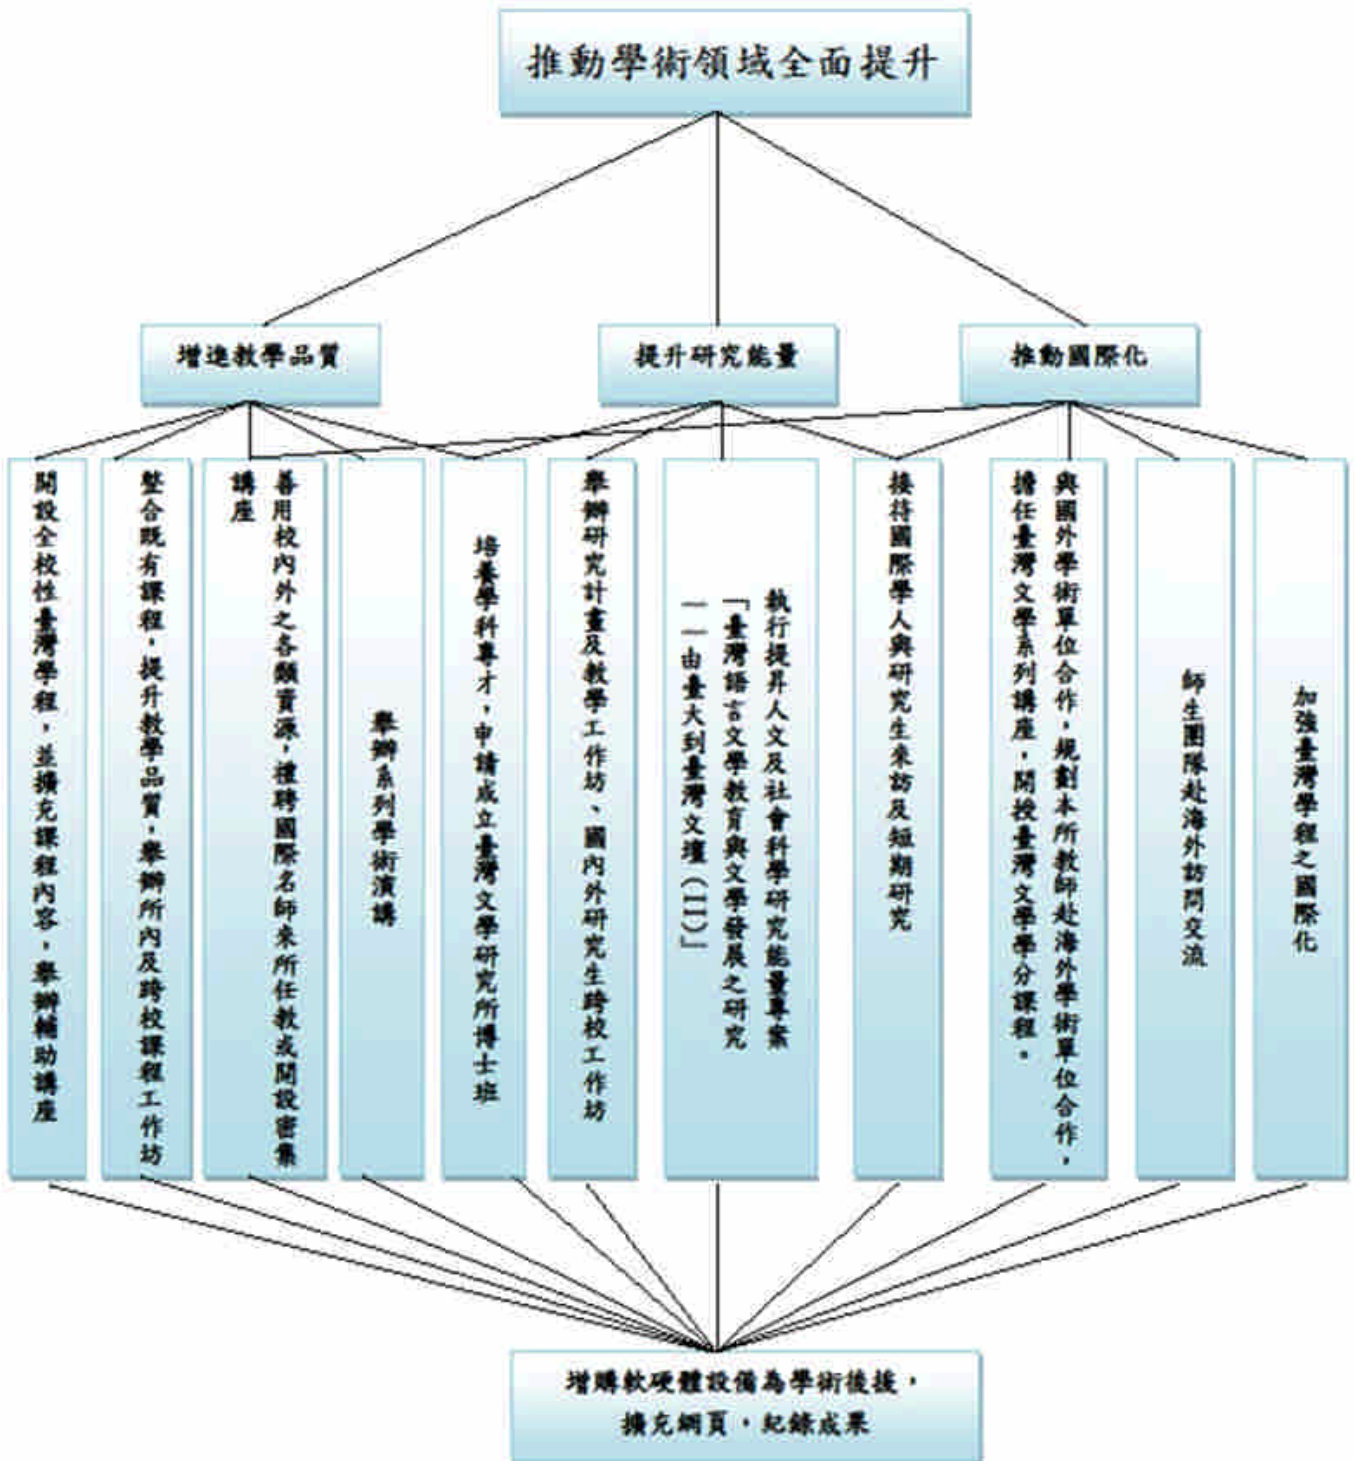 推動學術領域全面提升
增進教學品質
提升研究能量
推動國際化
開設全校性臺灣學程，並擴充課程內容，舉辦輔助講座
整合既有課程，提升教學品質，舉辦所內及跨校課程工作坊
善用校內外之各類資源，禮聘國際名師來所任教或開設密集
講座
舉辦系列學術演講
培養學科專才，申請成立臺灣文學研究所博士班
舉辦研究計畫及教學工作坊、國內外研究生跨校工作坊
執行提昇人文及社會科學研究能量專案
「臺灣語言文學教育與文學發展之研究
——由臺大到臺灣文壇（二）」
接待國際學人與研究生來訪及短期研究
與國外學術單位合作，規劃本所教師赴海外學術單位合作，
擔任臺灣文學系列講座，開授臺灣文學學分課程。
師生團隊赴海外訪問交流
加強臺灣學程之國際化
增購軟硬體設備為學術後援，
擴充網頁，紀錄成果